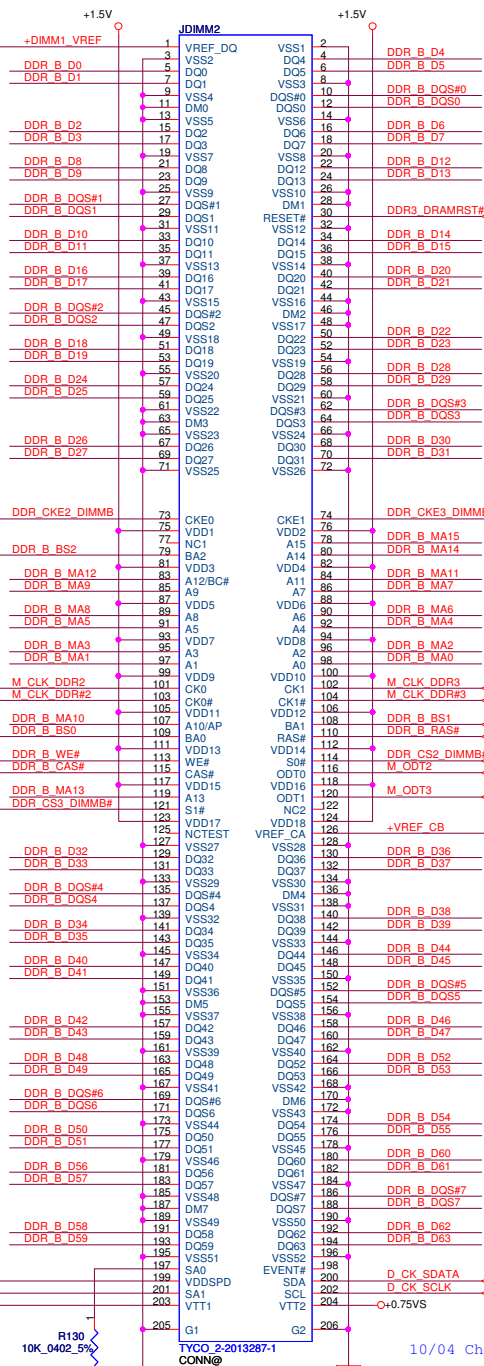 +1.5V +1.5V
JDIMM2
+DIMM1_VREF 1 VREF_DQ VSS1 2
3 VSS2 DQ4 4 DDR_B_D4
DDR_B_D0 5 DQ0 DQ5 6 DDR_B_D5
DDR_B_D1 7 DQ1 VSS3 8
9 VSS4 DQS#0 10 DDR_B_DQS#0
11 DM0 DQS0 12 DDR_B_DQS0
13 VSS5 VSS6 14
DDR_B_D2 15 DQ2 DQ6 16 DDR_B_D6
DDR_B_D3 17 DQ3 DQ7 18 DDR_B_D7
19 VSS7 VSS8 20
DDR_B_D8 21 DQ8 DQ12 22 DDR_B_D12
DDR_B_D9 23 DQ9 DQ13 24 DDR_B_D13
25 VSS9 VSS10 26
DDR_B_DQS#1 27 DQS#1 DM1 28
DDR_B_DQS1 29 DQS1 RESET# 30 DDR3_DRAMRST#
31 VSS11 VSS12 32
DDR_B_D10 33 DQ10 DQ14 34 DDR_B_D14
DDR_B_D11 35 DQ11 DQ15 36 DDR_B_D15
37 VSS13 VSS14 38
DDR_B_D16 39 DQ16 DQ20 40 DDR_B_D20
DDR_B_D17 41 DQ17 DQ21 42 DDR_B_D21
43 VSS15 VSS16 44
DDR_B_DQS#2 45 DQS#2 DM2 46
DDR_B_DQS2 47 DQS2 VSS17 48
49 VSS18 DQ22 50 DDR_B_D22
DDR_B_D18 51 DQ18 DQ23 52 DDR_B_D23
DDR_B_D19 53 DQ19 VSS19 54
55 VSS20 DQ28 56 DDR_B_D28
DDR_B_D24 57 DQ24 DQ29 58 DDR_B_D29
DDR_B_D25 59 DQ25 VSS21 60
61 VSS22 DQS#3 62 DDR_B_DQS#3
63 DM3 DQS3 64 DDR_B_DQS3
65 VSS23 VSS24 66
DDR_B_D26 67 DQ26 DQ30 68 DDR_B_D30
DDR_B_D27 69 DQ27 DQ31 70 DDR_B_D31
71 VSS25 VSS26 72
DDR_CKE2_DIMMB 73 CKE0 CKE1 74 DDR_CKE3_DIMMB
75 VDD1 VDD2 76
77 NC1 A15 78 DDR_B_MA15
DDR_B_BS2 79 BA2 A14 80 DDR_B_MA14
81 VDD3 VDD4 82
DDR_B_MA12 83 A12/BC# A11 84 DDR_B_MA11
DDR_B_MA9 85 A9 A7 86 DDR_B_MA7
87 VDD5 VDD6 88
DDR_B_MA8 89 A8 A6 90 DDR_B_MA6
DDR_B_MA5 91 A5 A4 92 DDR_B_MA4
93 VDD7 VDD8 94
DDR_B_MA3 95 A3 A2 96 DDR_B_MA2
DDR_B_MA1 97 A1 A0 98 DDR_B_MA0
99 VDD9 VDD10 100
M_CLK_DDR2 101 CK0 CK1 102 M_CLK_DDR3
M_CLK_DDR#2 103 CK0# CK1# 104 M_CLK_DDR#3
105 VDD11 VDD12 106
DDR_B_MA10 107 A10/AP BA1 108 DDR_B_BS1
DDR_B_BS0 109 BA0 RAS# 110 DDR_B_RAS#
111 VDD13 VDD14 112
DDR_B_WE# 113 WE# S0# 114 DDR_CS2_DIMMB#
DDR_B_CAS# 115 CAS# ODT0 116 M_ODT2
117 VDD15 VDD16 118
DDR_B_MA13 119 A13 ODT1 120 M_ODT3
DDR_CS3_DIMMB# 121 S1# NC2 122
123 VDD17 VDD18 124
125 NCTEST VREF_CA 126 +VREF_CB
127 VSS27 VSS28 128
DDR_B_D32 129 DQ32 DQ36 130 DDR_B_D36
DDR_B_D33 131 DQ33 DQ37 132 DDR_B_D37
133 VSS29 VSS30 134
DDR_B_DQS#4 135 DQS#4 DM4 136
DDR_B_DQS4 137 DQS4 VSS31 138
139 VSS32 DQ38 140 DDR_B_D38
DDR_B_D34 141 DQ34 DQ39 142 DDR_B_D39
DDR_B_D35 143 DQ35 VSS33 144
145 VSS34 DQ44 146 DDR_B_D44
DDR_B_D40 147 DQ40 DQ45 148 DDR_B_D45
DDR_B_D41 149 DQ41 VSS35 150
151 VSS36 DQS#5 152 DDR_B_DQS#5
153 DM5 DQS5 154 DDR_B_DQS5
155 VSS37 VSS38 156
DDR_B_D42 157 DQ42 DQ46 158 DDR_B_D46
DDR_B_D43 159 DQ43 DQ47 160 DDR_B_D47
161 VSS39 VSS40 162
DDR_B_D48 163 DQ48 DQ52 164 DDR_B_D52
DDR_B_D49 165 DQ49 DQ53 166 DDR_B_D53
167 VSS41 VSS42 168
DDR_B_DQS#6 169 DQS#6 DM6 170
DDR_B_DQS6 171 DQS6 VSS43 172
173 VSS44 DQ54 174 DDR_B_D54
DDR_B_D50 175 DQ50 DQ55 176 DDR_B_D55
DDR_B_D51 177 DQ51 VSS45 178
179 VSS46 DQ60 180 DDR_B_D60
DDR_B_D56 181 DQ56 DQ61 182 DDR_B_D61
DDR_B_D57 183 DQ57 VSS47 184
185 VSS48 DQS#7 186 DDR_B_DQS#7
187 DM7 DQS7 188 DDR_B_DQS7
189 VSS49 VSS50 190
DDR_B_D58 191 DQ58 DQ62 192 DDR_B_D62
DDR_B_D59 193 DQ59 DQ63 194 DDR_B_D63
195 VSS51 VSS52 196
197 SA0 EVENT# 198
199 VDDSPD SDA 200 D_CK_SDATA
201 SA1 SCL 202 D_CK_SCLK
203 VTT1 VTT2 204 +0.75VS
1
205 G1 G2 206
R130
10K_0402_5%
TYCO_2-2013287-1
CONN@
10/04 Ch